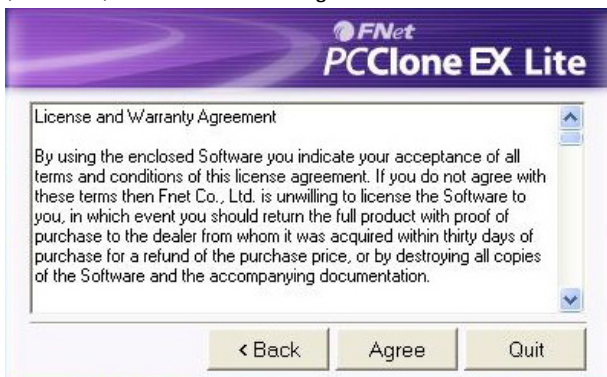 FNet
PCClone EX Lite
License and Warranty Agreement
By using the enclosed Software you indicate your acceptance of all
terms and conditions of this license agreement. If you do not agree with
these terms then Fnet Co., Ltd. is unwilling to license the Software to
you, in which event you should return the full product with proof of
purchase to the dealer from whom it was acquired within thirty days of
purchase for a refund of the purchase price, or by destroying all copies
of the Software and the accompanying documentation.
< Back
Agree
Quit